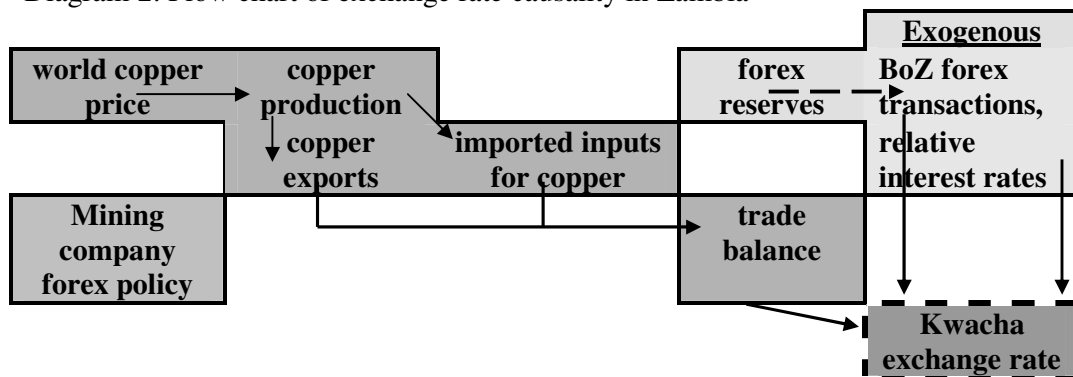 Diagram 2: Flow chart of exchange rate causality in Zambia
Exogenous
world copper
price
copper
production
copper
exports
imported inputs
for copper
forex
reserves
BoZ forex
transactions,
relative
interest rates
Mining
company
forex policy
trade
balance
Kwacha
exchange rate